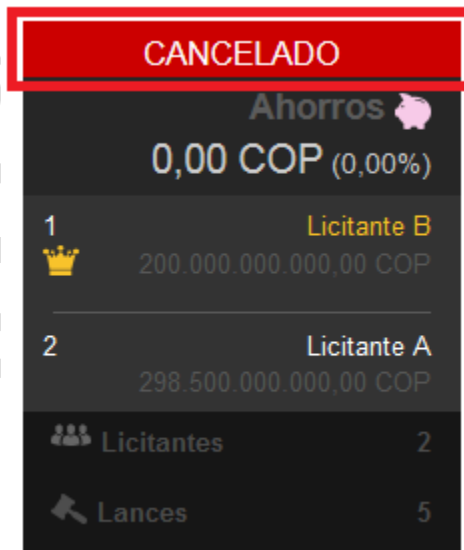 CANCELADO
Ahorros
0,00 COP (0,00%)
1 Licitante B
200.000.000.000,00 COP
2 Licitante A
298.500.000.000,00 COP
Licitantes 2
Lances 5